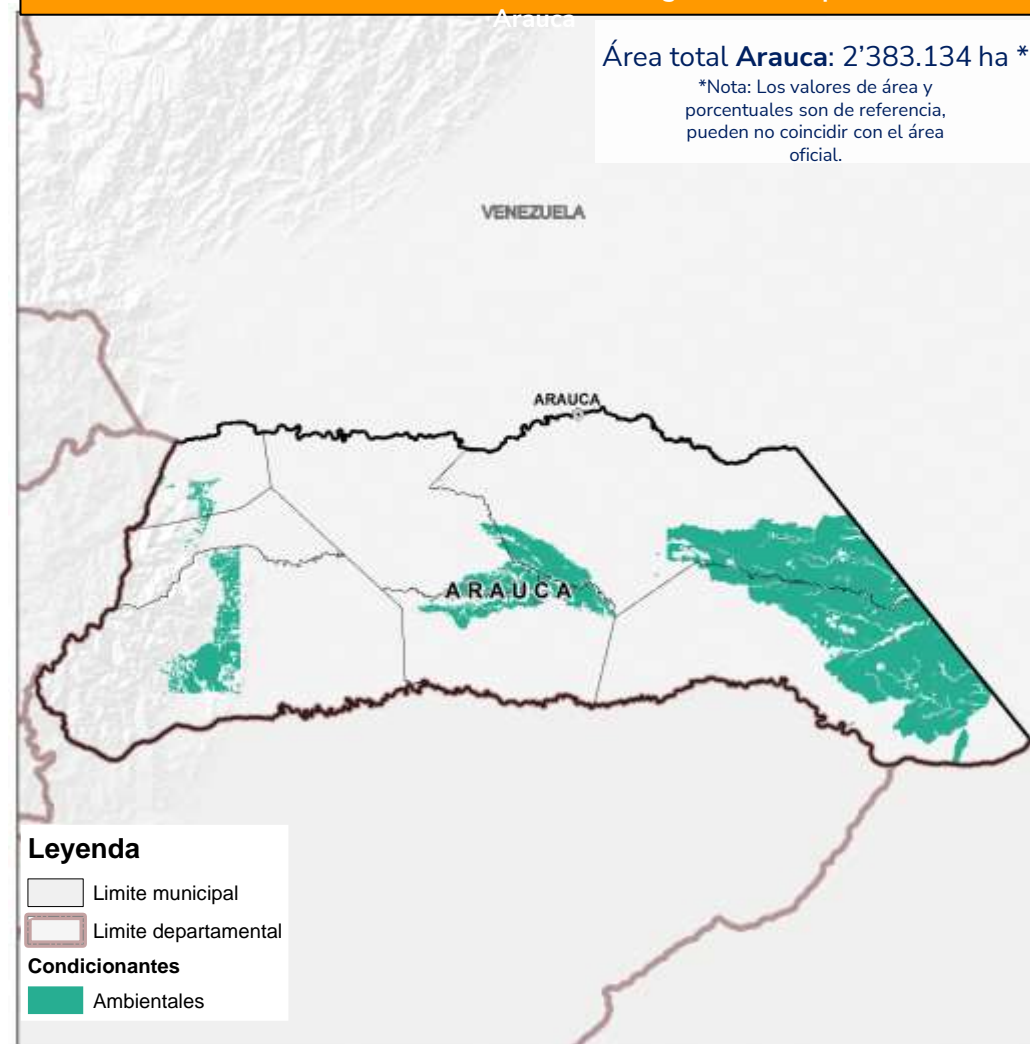 Arauca
Área total Arauca: 2’383.134 ha *
*Nota: Los valores de área y
porcentuales son de referencia,
pueden no coincidir con el área
oficial.
VENEZUELA
ARAUCA
ARAUCA
Leyenda
Limite municipal
Limite departamental
Condicionantes
Ambientales